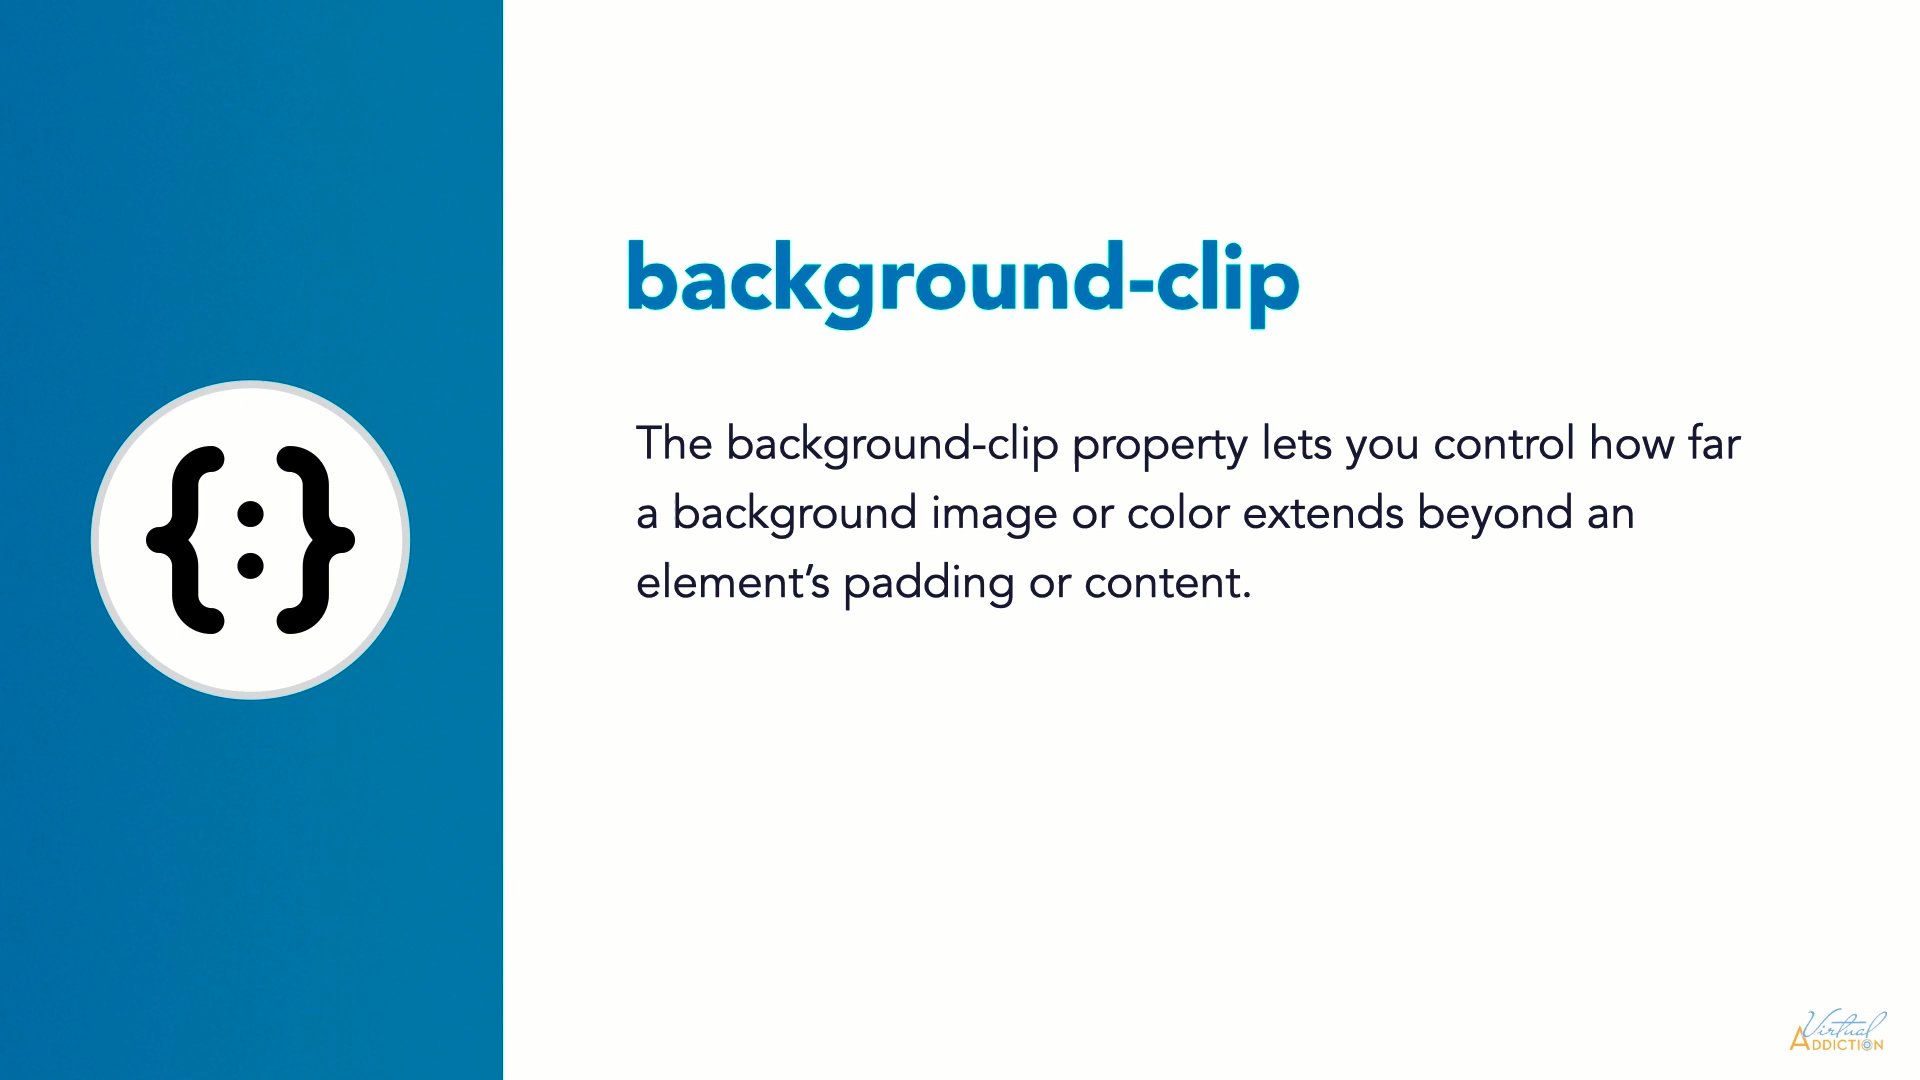 background-clip
The background-clip property lets you control how far
a background image or color extends beyond an
element’s padding or content.
Virtual
ADDICTION